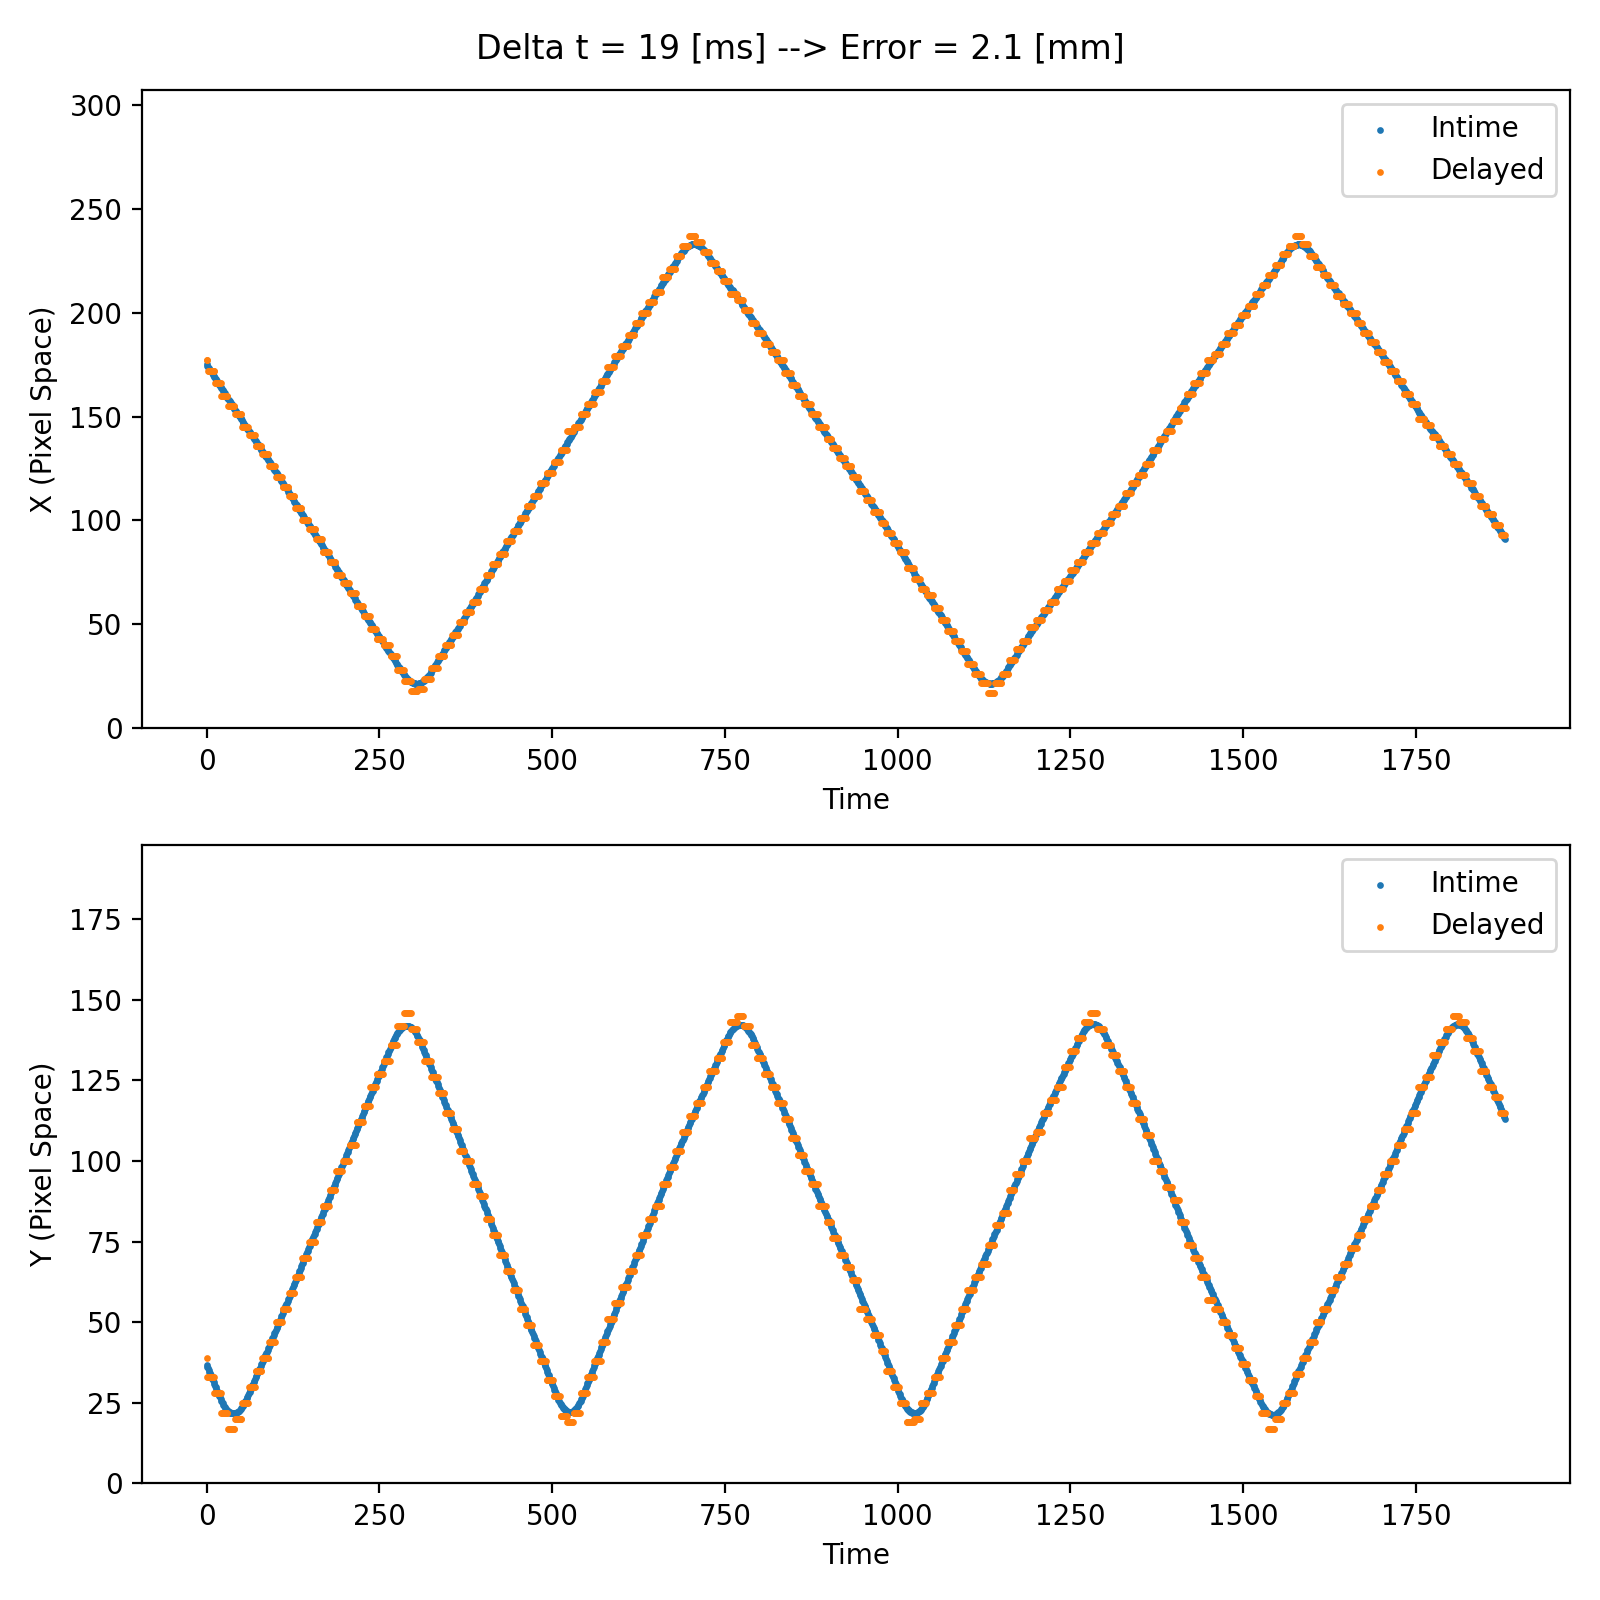 Delta t = 19 [ms] --> Error = 2.1 [mm]
300
250
200
150
100
50
0
X (Pixel Space)
Intime
Delayed
0 250 500 750 1000 1250 1500 1750
Time
175
150
125
100
75
50
25
0
Y (Pixel Space)
Intime
Delayed
0 250 500 750 1000 1250 1500 1750
Time